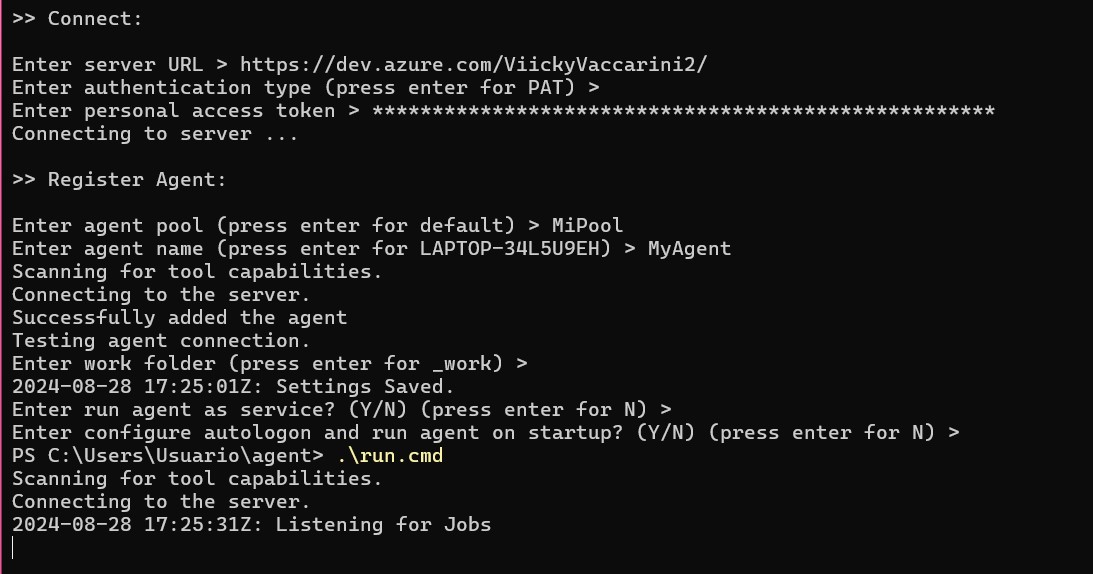 >> Connect:
Enter server URL > https://dev.azure.com/ViickyVaccarini2/
Enter authentication type (press enter for PAT) >
Enter personal access token > ****************************************************
Connecting to server ...
>> Register Agent:
Enter agent pool (press enter for default) > MiPool
Enter agent name (press enter for LAPTOP-34L5U9EH) > MyAgent
Scanning for tool capabilities.
Connecting to the server.
Successfully added the agent
Testing agent connection.
Enter work folder (press enter for _work) >
2024-08-28 17:25:01Z: Settings Saved.
Enter run agent as service? (Y/N) (press enter for N) >
Enter configure autologon and run agent on startup? (Y/N) (press enter for N) >
PS C:\Users\Usuario\agent> .\run.cmd
Scanning for tool capabilities.
Connecting to the server.
2024-08-28 17:25:31Z: Listening for Jobs